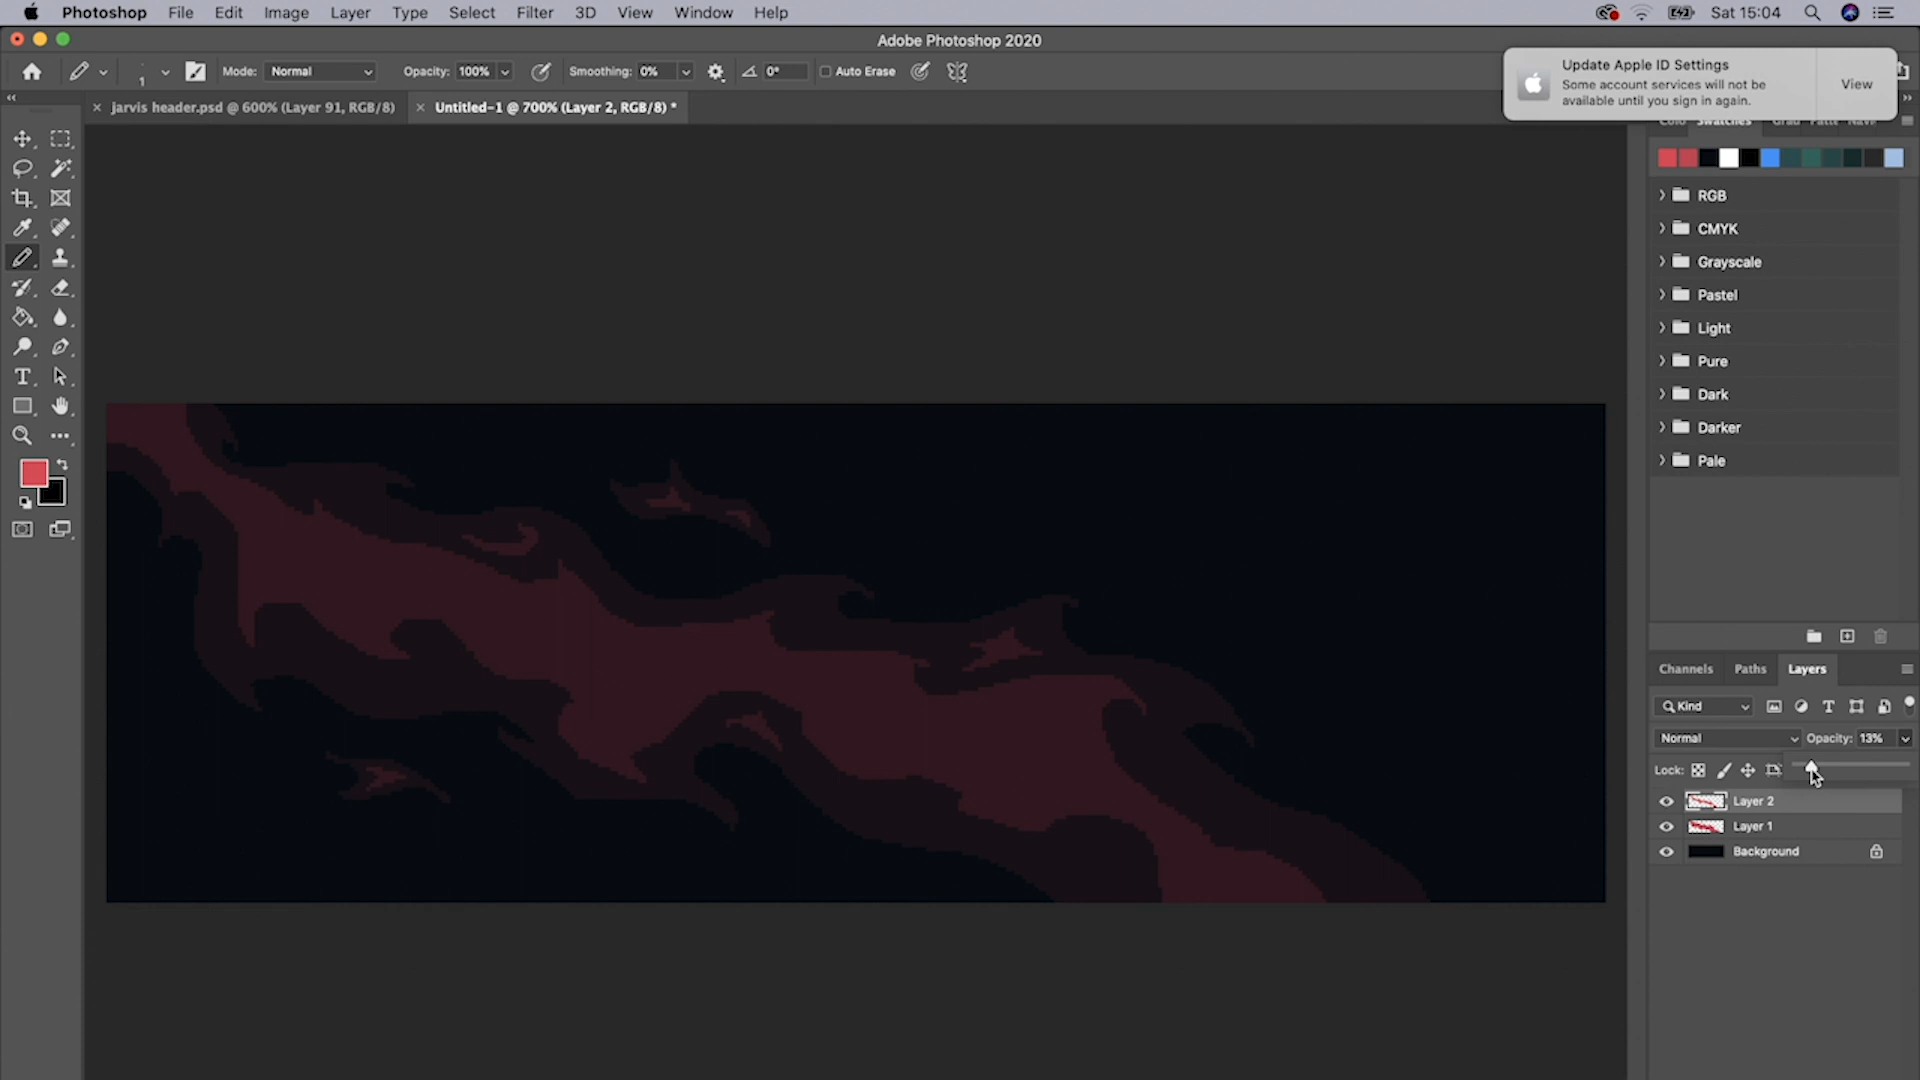 Photoshop File Edit Image Layer Type Select Filter 3D View Window Help Sat 15:04
Adobe Photoshop 2020
1 Mode: Normal Opacity: 100% Smoothing: 0% 0° Auto Erase
Update Apple ID Settings
Some account services will not be
available until you sign in again.
View
jarvis header.psd @ 600% (Layer 91, RGB/8) Untitled-1 @ 700% (Layer 2, RGB/8) *
Swatches
RGB
CMYK
Grayscale
Pastel
Light
Pure
Dark
Darker
Pale
Channels Paths Layers
Kind
Normal Opacity: 13%
Lock:
Layer 2
Layer 1
Background